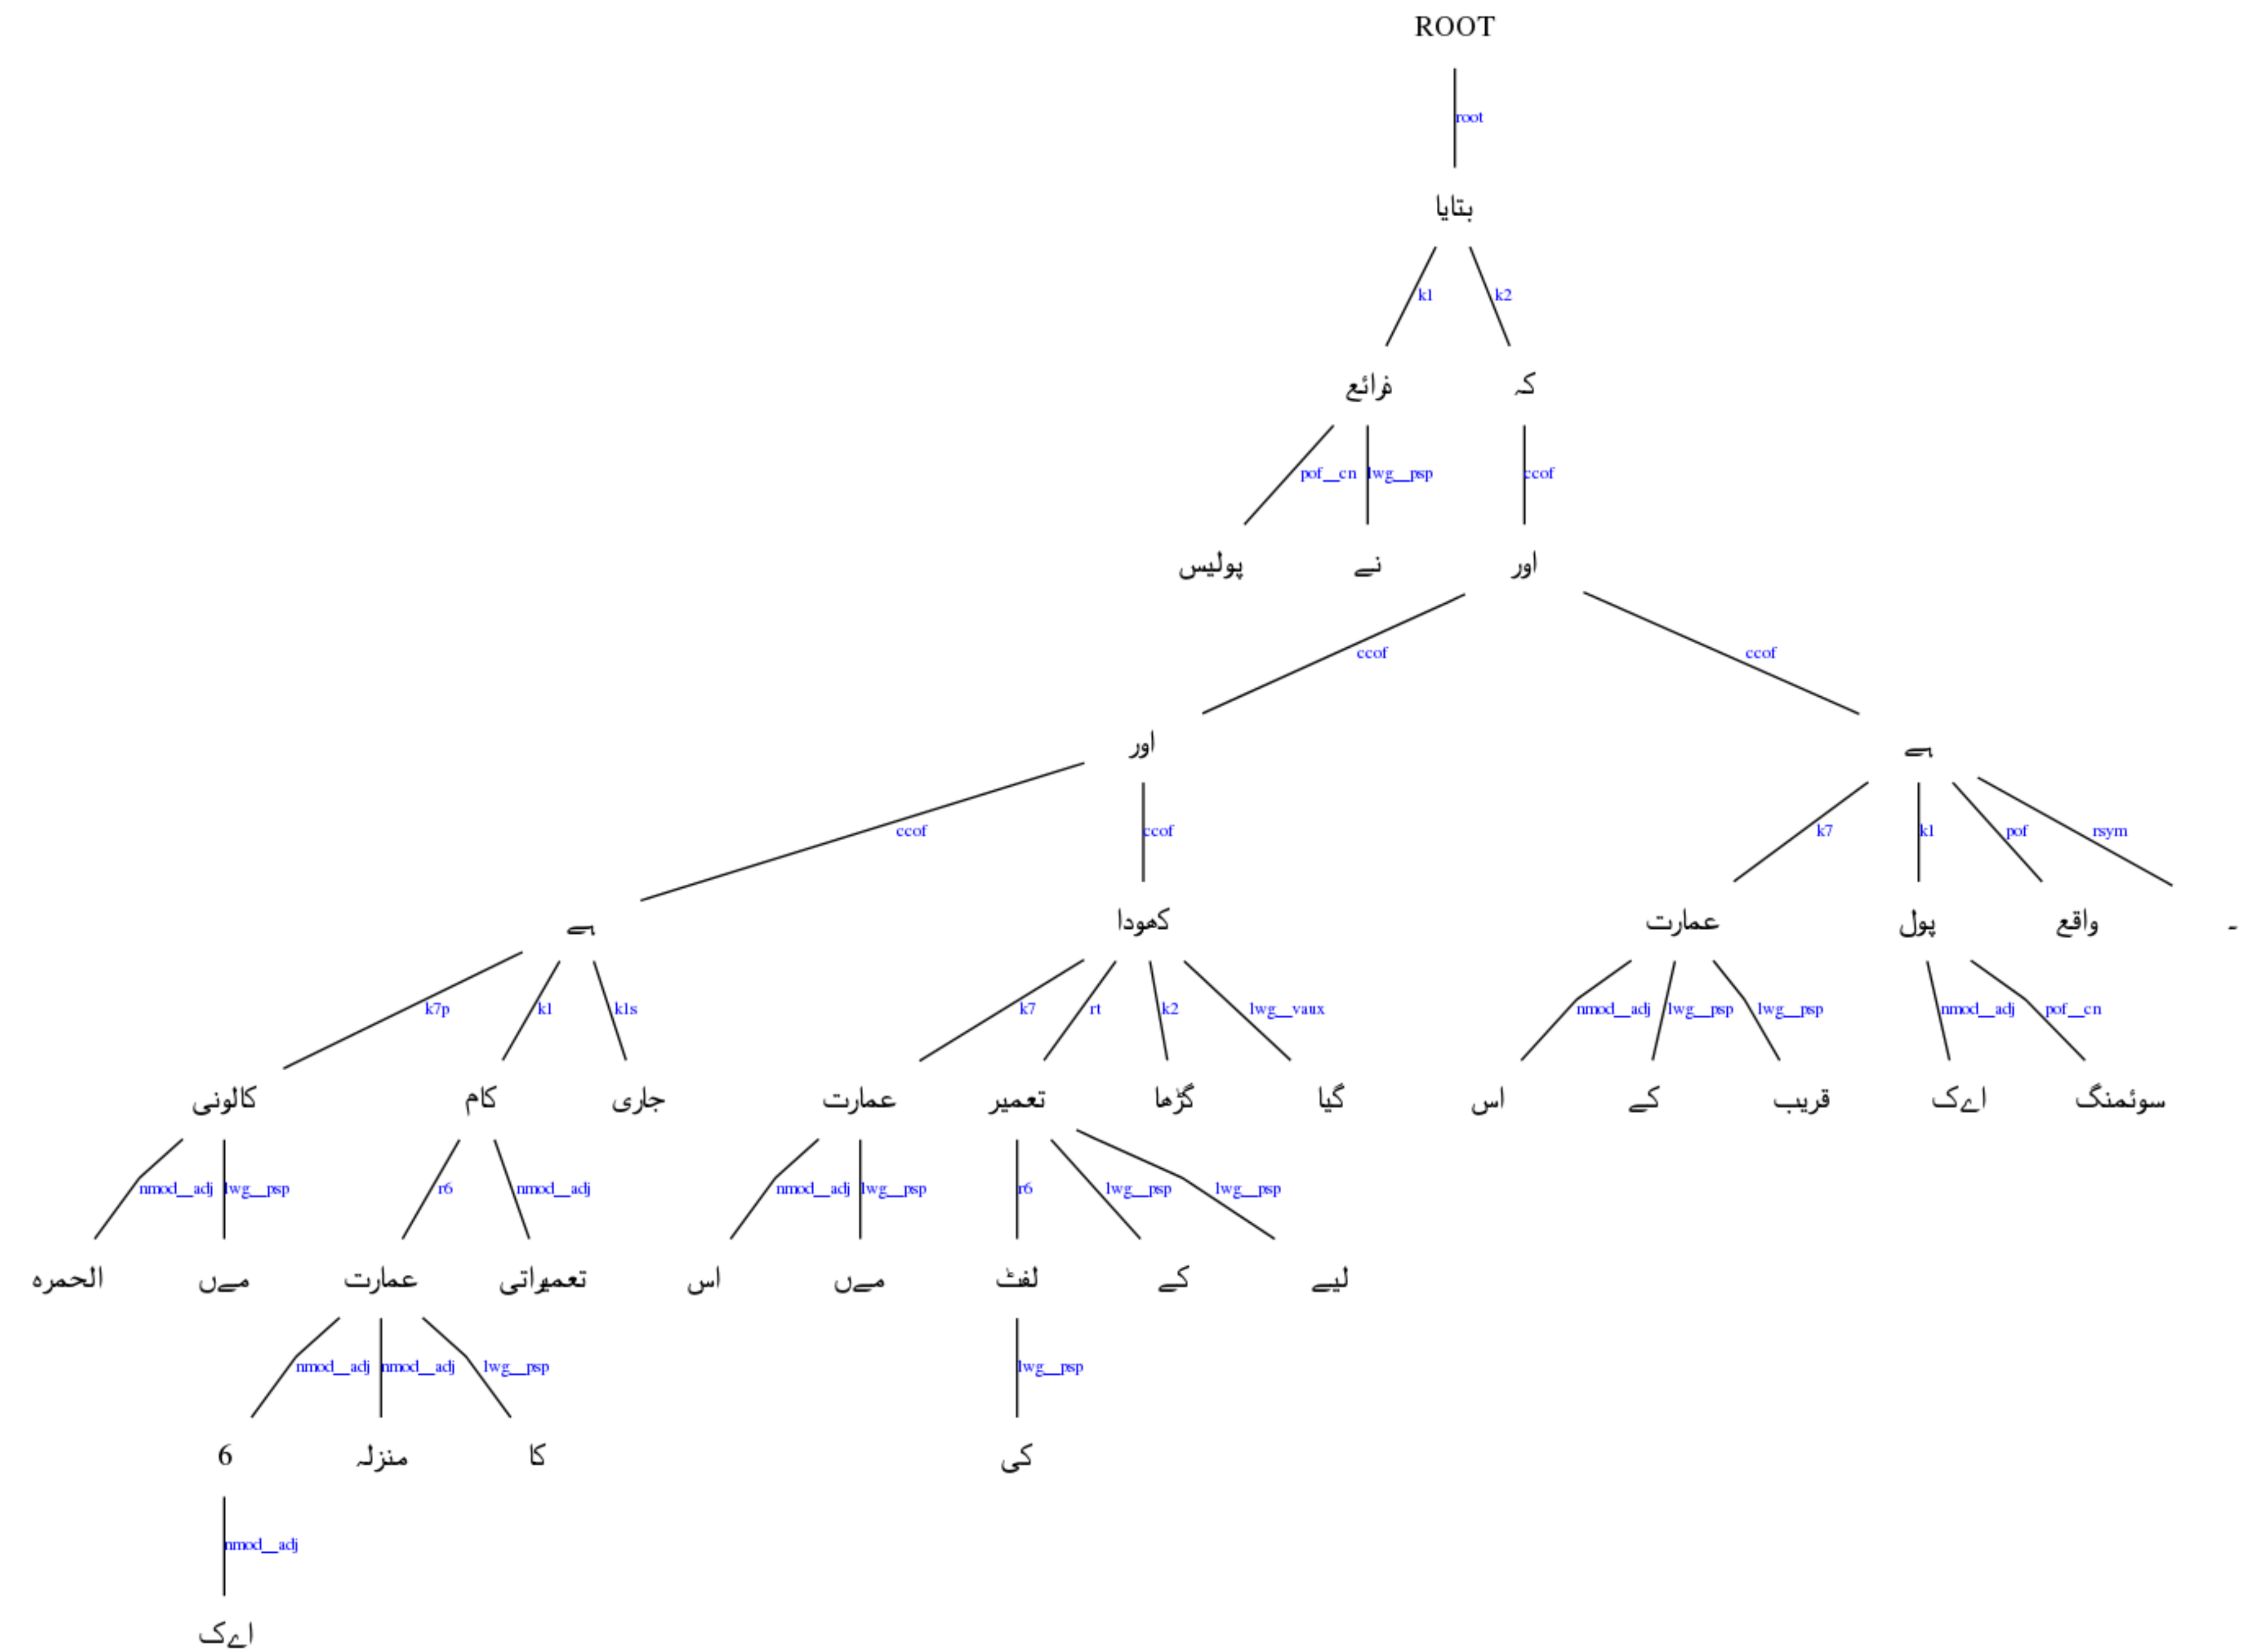 ROOT
root
بتایا
k1 k2
ذرائع کہ
pof__cn lwg__psp ccof
پولیس نے اور
ccof ccof
اور ہے
ccof ccof k7 k1 pof rsym
ہے کھودا عمارت پول واقع ۔
k7p k1 k1s k7 rt k2 lwg__vaux nmod__adj lwg__psp lwg__psp nmod__adj pof__cn
کالونی کام جاری عمارت تعمیر گڑھا گیا اس کے قریب اےک سوئمنگ
nmod__adj lwg__psp r6 nmod__adj nmod__adj lwg__psp r6 lwg__psp lwg__psp
الحمرہ مےں عمارت تعمیراتی اس مےں لفٹ کے لیے
nmod__adj nmod__adj lwg__psp lwg__psp
6 منزلہ کا کی
nmod__adj
اےک